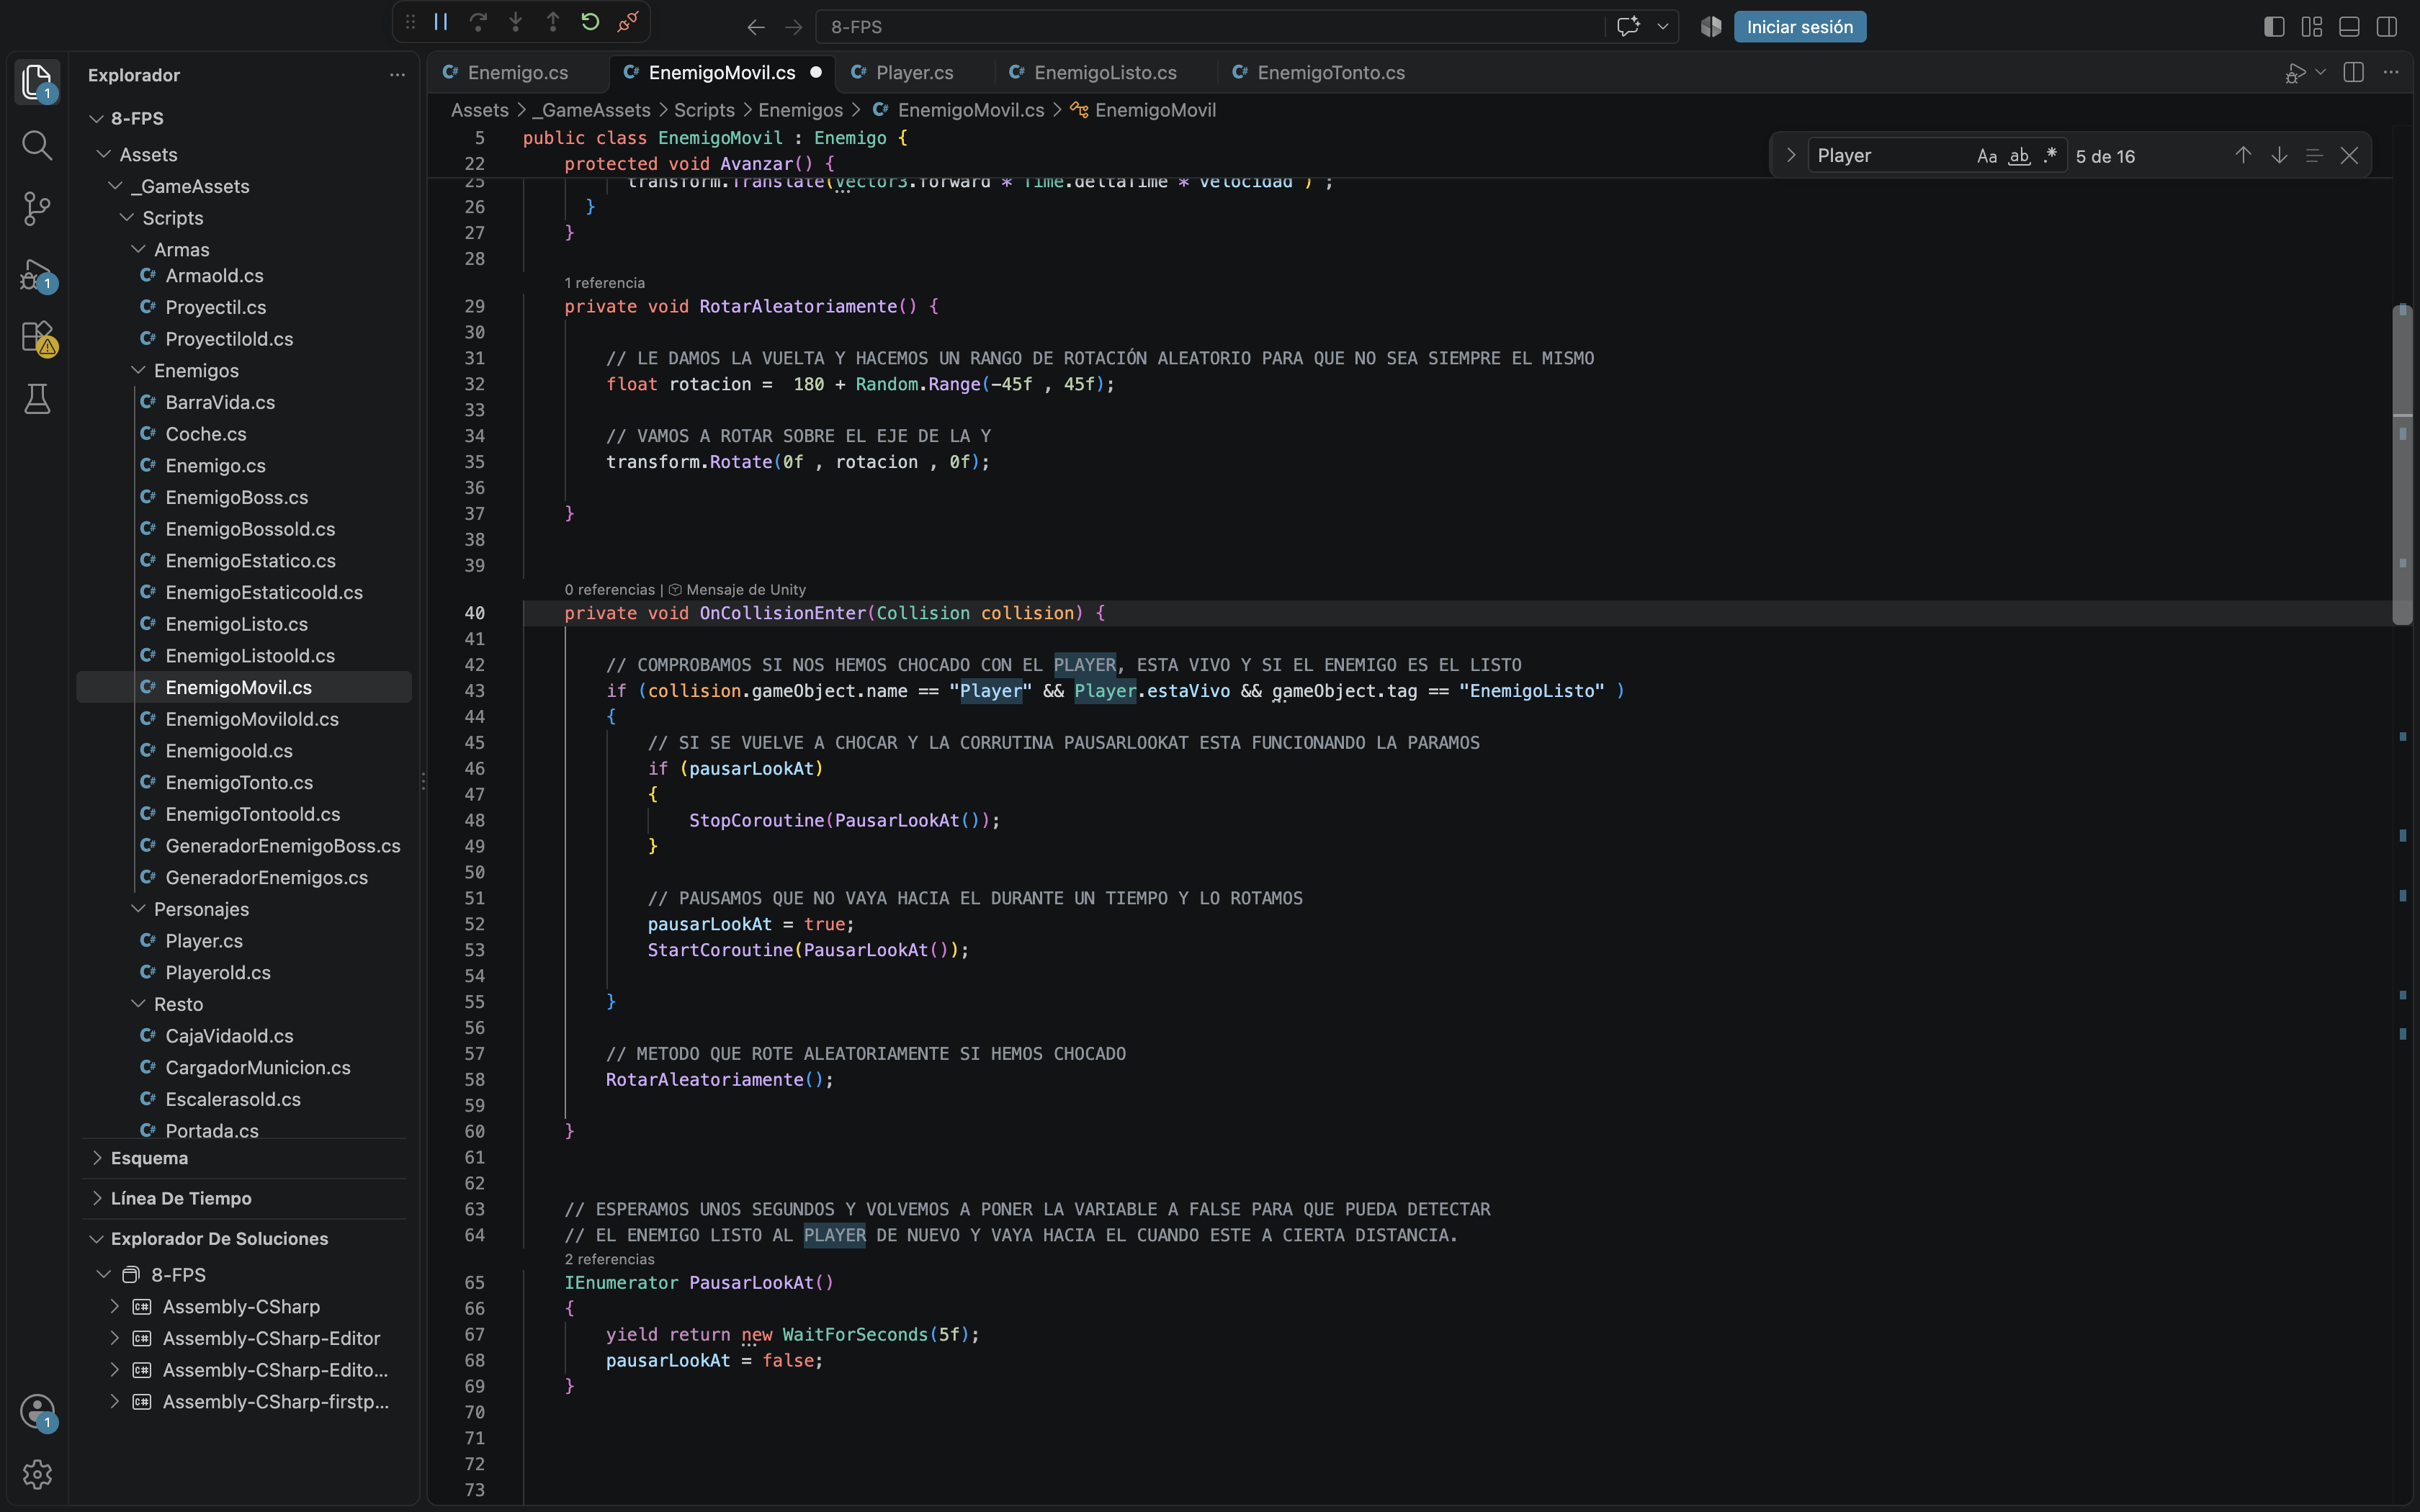 8-FPS
Iniciar sesión
Explorador
8-FPS
Assets
_GameAssets
Scripts
Armas
C# Armaold.cs
C# Proyectil.cs
C# Proyectilold.cs
Enemigos
C# BarraVida.cs
C# Coche.cs
C# Enemigo.cs
C# EnemigoBoss.cs
C# EnemigoBossold.cs
C# EnemigoEstatico.cs
C# EnemigoEstaticoold.cs
C# EnemigoListo.cs
C# EnemigoListoold.cs
C# EnemigoMovil.cs
C# EnemigoMovilold.cs
C# Enemigoold.cs
C# EnemigoTonto.cs
C# EnemigoTontoold.cs
C# GeneradorEnemigoBoss.cs
C# GeneradorEnemigos.cs
Personajes
C# Player.cs
C# Playerold.cs
Resto
C# CajaVidaold.cs
C# CargadorMunicion.cs
C# Escalerasold.cs
C# Portada.cs
Esquema
Línea De Tiempo
Explorador De Soluciones
8-FPS
C# Assembly-CSharp
C# Assembly-CSharp-Editor
C# Assembly-CSharp-Edito...
C# Assembly-CSharp-firstp...
1
1
1
C# Enemigo.cs
C# EnemigoMovil.cs
C# Player.cs
C# EnemigoListo.cs
C# EnemigoTonto.cs
Assets > _GameAssets > Scripts > Enemigos > C# EnemigoMovil.cs > EnemigoMovil
Player Aa ab .* 5 de 16
5 public class EnemigoMovil : Enemigo {
22 protected void Avanzar() {
25 transform.Translate(Vector3.forward * Time.deltaTime * velocidad ) ;
26 }
27 }
28
1 referencia
29 private void RotarAleatoriamente() {
30
31 // LE DAMOS LA VUELTA Y HACEMOS UN RANGO DE ROTACIÓN ALEATORIO PARA QUE NO SEA SIEMPRE EL MISMO
32 float rotacion =  180 + Random.Range(-45f , 45f);
33
34 // VAMOS A ROTAR SOBRE EL EJE DE LA Y
35 transform.Rotate(0f , rotacion , 0f);
36
37 }
38
39
0 referencias | Mensaje de Unity
40 private void OnCollisionEnter(Collision collision) {
41
42 // COMPROBAMOS SI NOS HEMOS CHOCADO CON EL PLAYER, ESTA VIVO Y SI EL ENEMIGO ES EL LISTO
43 if (collision.gameObject.name == "Player" && Player.estaVivo && gameObject.tag == "EnemigoListo" )
44 {
45 // SI SE VUELVE A CHOCAR Y LA CORRUTINA PAUSARLOOKAT ESTA FUNCIONANDO LA PARAMOS
46 if (pausarLookAt)
47 {
48 StopCoroutine(PausarLookAt());
49 }
50
51 // PAUSAMOS QUE NO VAYA HACIA EL DURANTE UN TIEMPO Y LO ROTAMOS
52 pausarLookAt = true;
53 StartCoroutine(PausarLookAt());
54
55 }
56
57 // METODO QUE ROTE ALEATORIAMENTE SI HEMOS CHOCADO
58 RotarAleatoriamente();
59
60 }
61
62
63 // ESPERAMOS UNOS SEGUNDOS Y VOLVEMOS A PONER LA VARIABLE A FALSE PARA QUE PUEDA DETECTAR
64 // EL ENEMIGO LISTO AL PLAYER DE NUEVO Y VAYA HACIA EL CUANDO ESTE A CIERTA DISTANCIA.
2 referencias
65 IEnumerator PausarLookAt()
66 {
67 yield return new WaitForSeconds(5f);
68 pausarLookAt = false;
69 }
70
71
72
73